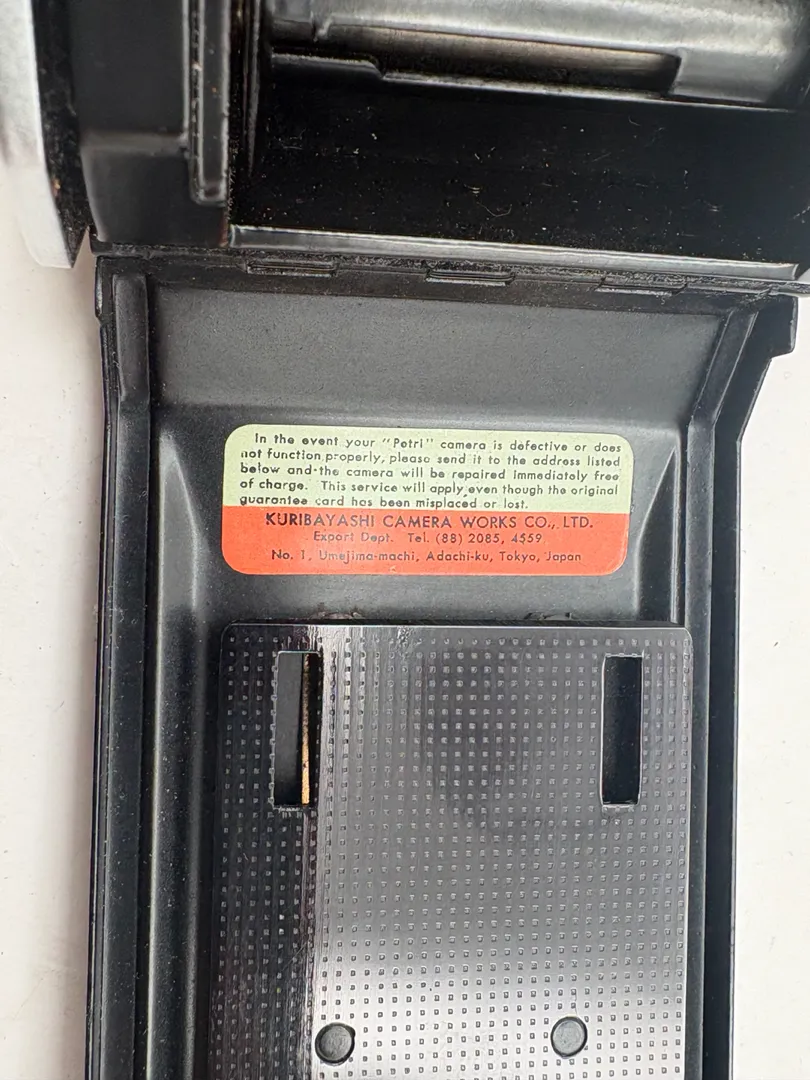 In the event your "Petri" camera is defective or does
not function properly, please send it to the address listed
below and the camera will be repaired immediately free
of charge. This service will apply even though the original
guarantee card has been misplaced or lost.
KURIBAYASHI CAMERA WORKS CO., LTD.
Export Dept. Tel. (88) 2085, 4559
No. 1, Umejima-machi, Adachi-ku, Tokyo, Japan